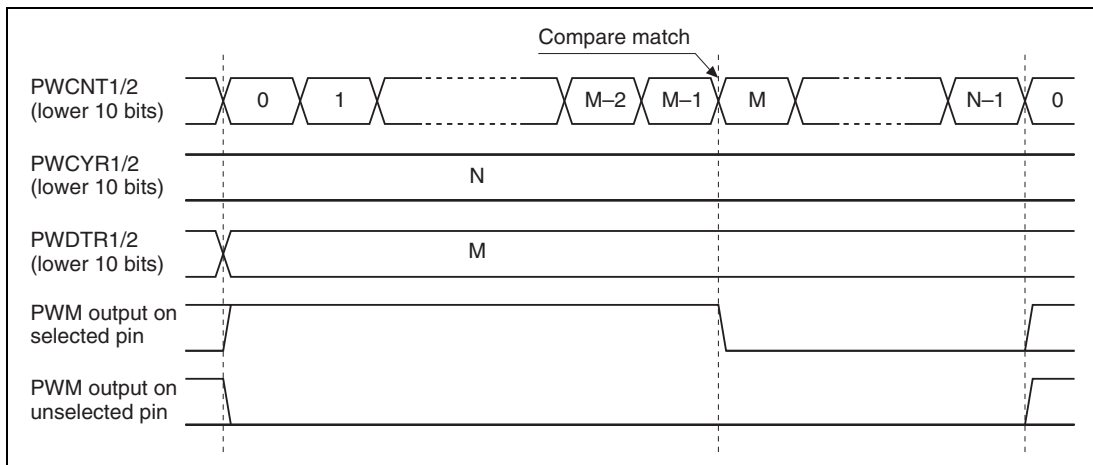 Compare match
PWCNT1/2
(lower 10 bits)
0 1 M–2 M–1 M N–1 0
PWCYR1/2
(lower 10 bits)
N
PWDTR1/2
(lower 10 bits)
M
PWM output on
selected pin
PWM output on
unselected pin